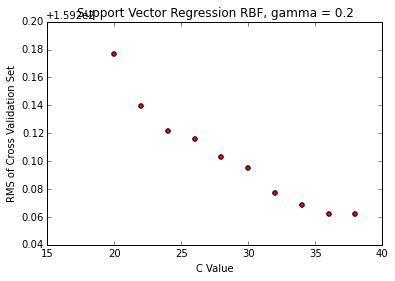 Support Vector Regression RBF, gamma = 0.2
+1.592e2
0.20
0.18
0.16
0.14
0.12
0.10
0.08
0.06
0.04
RMS of Cross Validation Set
15 20 25 30 35 40
C Value